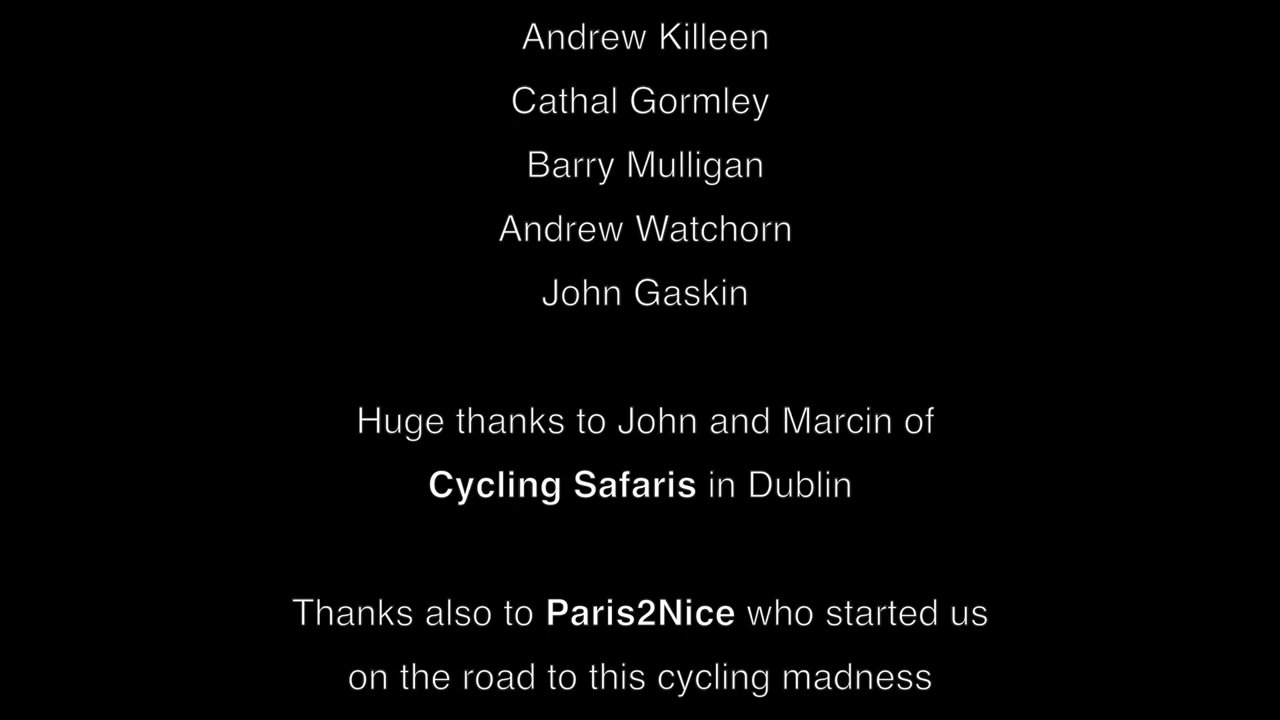 Andrew Killeen
Cathal Gormley
Barry Mulligan
Andrew Watchorn
John Gaskin
Huge thanks to John and Marcin of
Cycling Safaris in Dublin
Thanks also to Paris2Nice who started us
on the road to this cycling madness